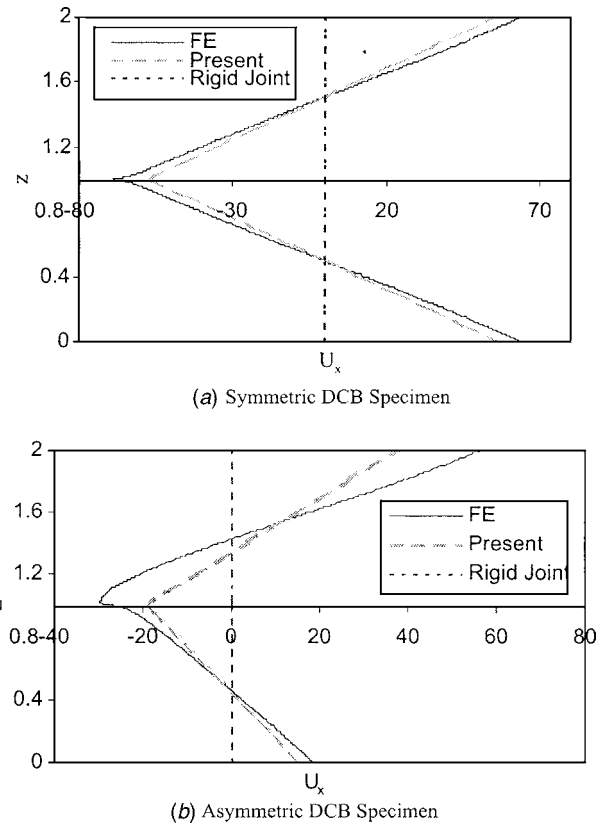 2
FE
Present
Rigid Joint
1.6
1.2
z
0.8
-80
-30
20
70
0.4
0
Ux
(a) Symmetric DCB Specimen
2
1.6
FE
Present
Rigid Joint
1.2
0.8
-40
-20
0
20
40
60
80
0.4
0
Ux
(b) Asymmetric DCB Specimen